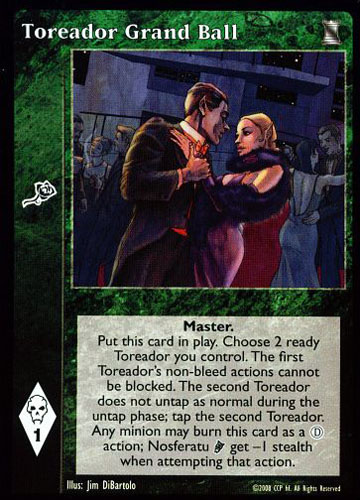 Toreador Grand Ball
Master.
Put this card in play. Choose 2 ready
Toreador you control. The first
Toreador's non-bleed actions cannot
be blocked. The second Toreador
does not untap as normal during the
untap phase; tap the second Toreador.
Any minion may burn this card as a Ⓓ
action; Nosferatu get -1 stealth
when attempting that action.
1
Illus: Jim DiBartolo
©2008 CCP hf. All Rights Reserved